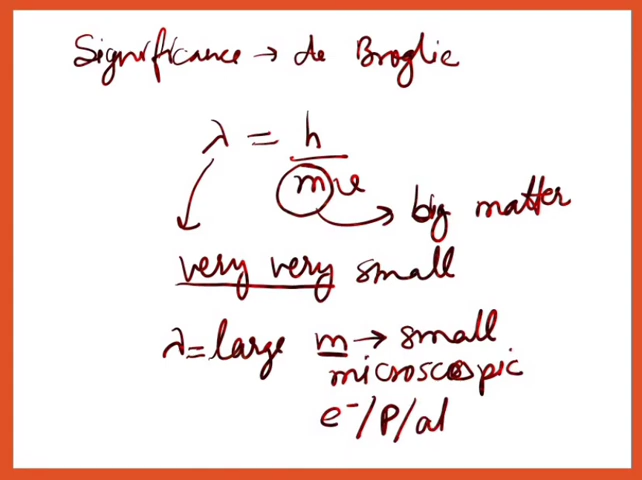 Significance → de Broglie
λ = h
mv
big matter
very very small
λ = large m → small
microscopic
e⁻/P/al